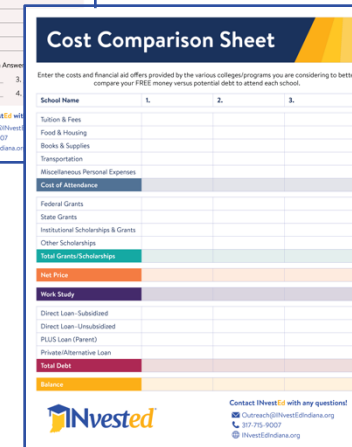 Cost Comparison Sheet
Enter the costs and financial aid offers provided by the various colleges/programs you are considering to
compare your FREE money versus potential debt to attend each school.
School Name 1. 2. 3.
Tuition & Fees
Food & Housing
Books & Supplies
Transportation
Miscellaneous Personal Expenses
Cost of Attendance
Federal Grants
State Grants
Institutional Scholarships & Grants
Other Scholarships
Total Grants/Scholarships
Net Price
Work Study
Direct Loan-Subsidized
Direct Loan-Unsubsidized
PLUS Loan (Parent)
Private/Alternative Loan
Total Debt
Balance
INvested
Contact INvestEd with any questions!
Outreach@INvestEdIndiana.org
317-715-9007
InvestEdIndiana.org
3.
4.
07